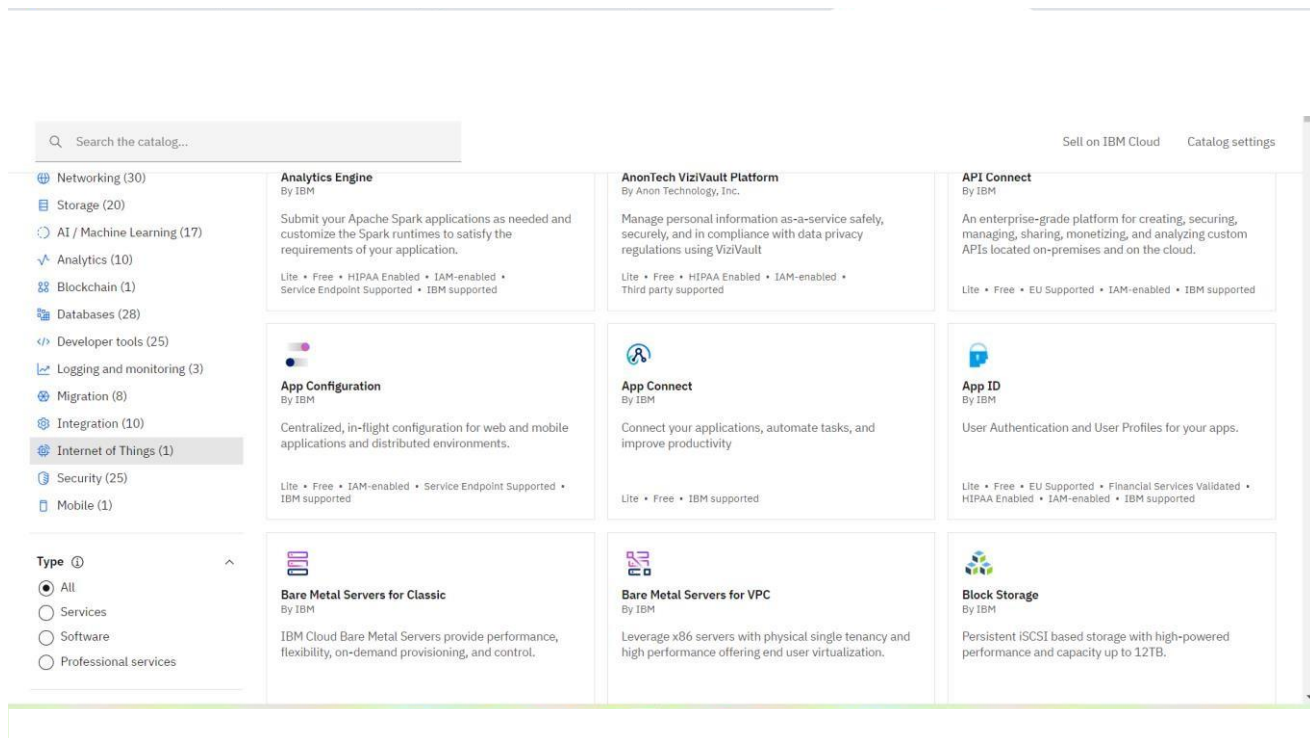 Search the catalog...
Sell on IBM Cloud
Catalog settings
Networking (30)
Storage (20)
AI / Machine Learning (17)
Analytics (10)
Blockchain (1)
Databases (28)
Developer tools (25)
Logging and monitoring (3)
Migration (8)
Integration (10)
Internet of Things (1)
Security (25)
Mobile (1)
Type
All
Services
Software
Professional services
Analytics Engine
By IBM
Submit your Apache Spark applications as needed and
customize the Spark runtimes to satisfy the
requirements of your application.
Lite • Free • HIPAA Enabled • IAM-enabled •
Service Endpoint Supported • IBM supported
AnonTech ViziVault Platform
By Anon Technology, Inc.
Manage personal information as-a-service safely,
securely, and in compliance with data privacy
regulations using ViziVault
Lite • Free • HIPAA Enabled • IAM-enabled •
Third party supported
API Connect
By IBM
An enterprise-grade platform for creating, securing,
managing, sharing, monetizing, and analyzing custom
APIs located on-premises and on the cloud.
Lite • Free • EU Supported • IAM-enabled • IBM supported
App Configuration
By IBM
Centralized, in-flight configuration for web and mobile
applications and distributed environments.
Lite • Free • IAM-enabled • Service Endpoint Supported •
IBM supported
App Connect
By IBM
Connect your applications, automate tasks, and
improve productivity
Lite • Free • IBM supported
App ID
By IBM
User Authentication and User Profiles for your apps.
Lite • Free • EU Supported • Financial Services Validated •
HIPAA Enabled • IAM-enabled • IBM supported
Bare Metal Servers for Classic
By IBM
IBM Cloud Bare Metal Servers provide performance,
flexibility, on-demand provisioning, and control.
Bare Metal Servers for VPC
By IBM
Leverage x86 servers with physical single tenancy and
high performance offering end user virtualization.
Block Storage
By IBM
Persistent iSCSI based storage with high-powered
performance and capacity up to 12TB.